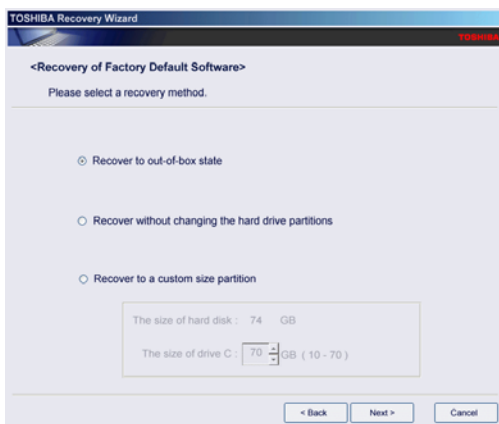 TOSHIBA Recovery Wizard
TOSHIBA
<Recovery of Factory Default Software>
Please select a recovery method.
Recover to out-of-box state
Recover without changing the hard drive partitions
Recover to a custom size partition
The size of hard disk : 74 GB
The size of drive C : 70 GB ( 10 - 70 )
< Back Next > Cancel